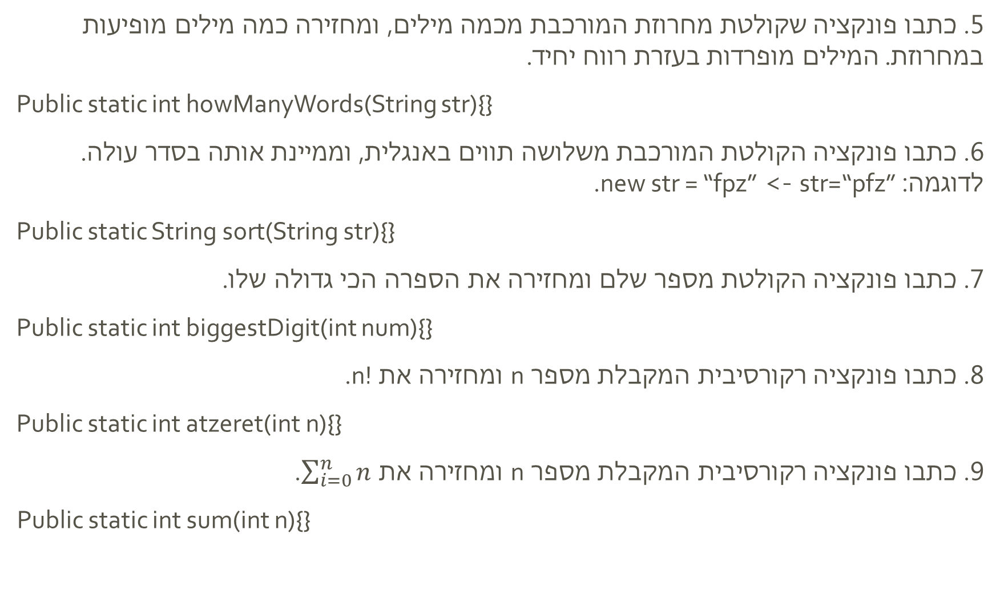 5. כתבו פונקציה שקולטת מחרוזת המורכבת מכמה מילים, ומחזירה כמה מילים מופיעות
במחרוזת. המילים מופרדות בעזרת רווח יחיד.
Public static int howManyWords(String str){}
6. כתבו פונקציה הקולטת המורכבת משלושה תווים באנגלית, וממיינת אותה בסדר עולה.
לדוגמה: new str = “fpz” <- str=“pfz”.
Public static String sort(String str){}
7. כתבו פונקציה הקולטת מספר שלם ומחזירה את הספרה הכי גדולה שלו.
Public static int biggestDigit(int num){}
8. כתבו פונקציה רקורסיבית המקבלת מספר n ומחזירה את n!.
Public static int atzeret(int n){}
9. כתבו פונקציה רקורסיבית המקבלת מספר n ומחזירה את $\sum_{i=0}^{n} n$.
Public static int sum(int n){}